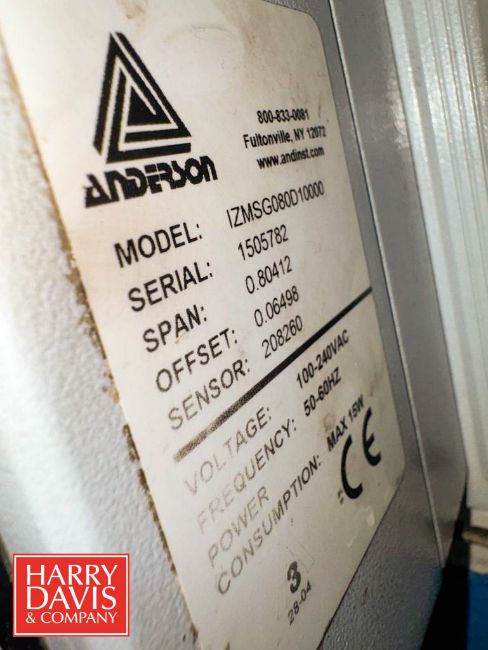 ANDERSON
800-833-0081
Fultonville, NY 12072
www.andinst.com
MODEL: IZMSG080D10000
SERIAL: 1505782
SPAN: 0.80412
OFFSET: 0.06498
SENSOR: 208260
VOLTAGE: 100-240VAC
FREQUENCY: 50-60HZ
POWER
CONSUMPTION: MAX 15W
CE
3
28-04
HARRY
DAVIS
& COMPANY